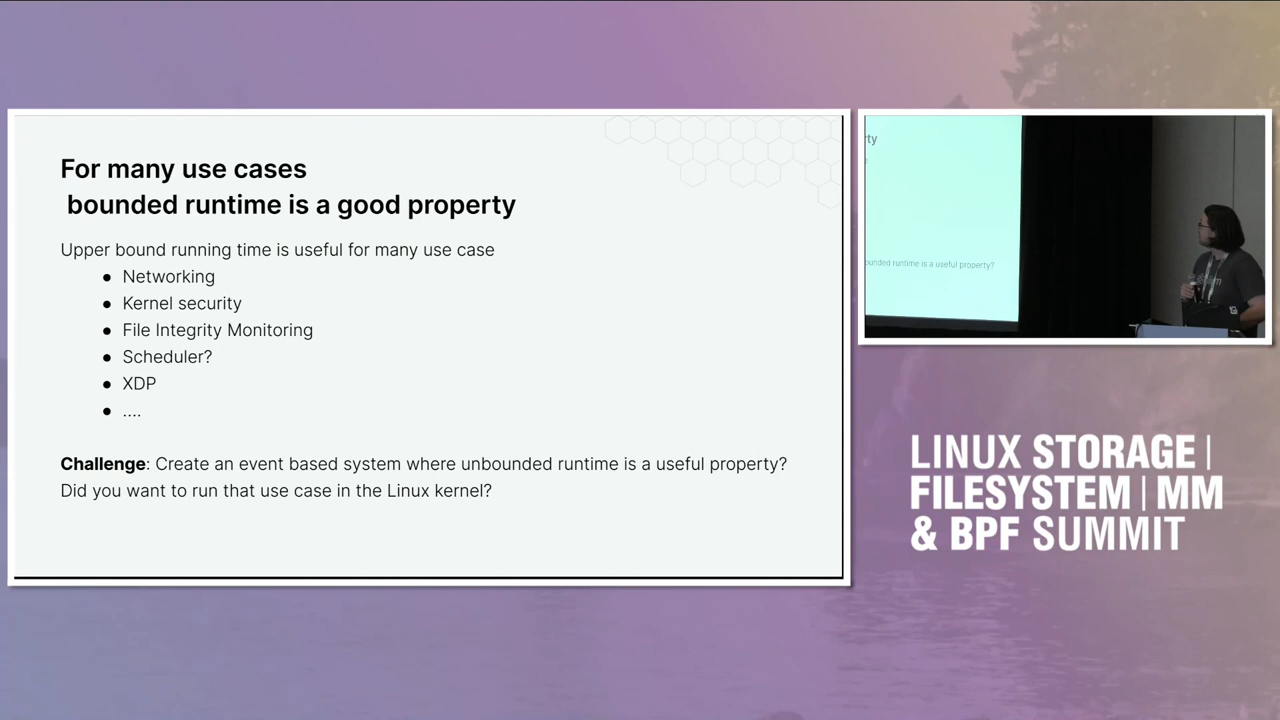 For many use cases
bounded runtime is a good property
Upper bound running time is useful for many use case
● Networking
● Kernel security
● File Integrity Monitoring
● Scheduler?
● XDP
● ....
Challenge: Create an event based system where unbounded runtime is a useful property?
Did you want to run that use case in the Linux kernel?
rty
ounded runtime is a useful property?
LINUX STORAGE |
FILESYSTEM | MM
& BPF SUMMIT